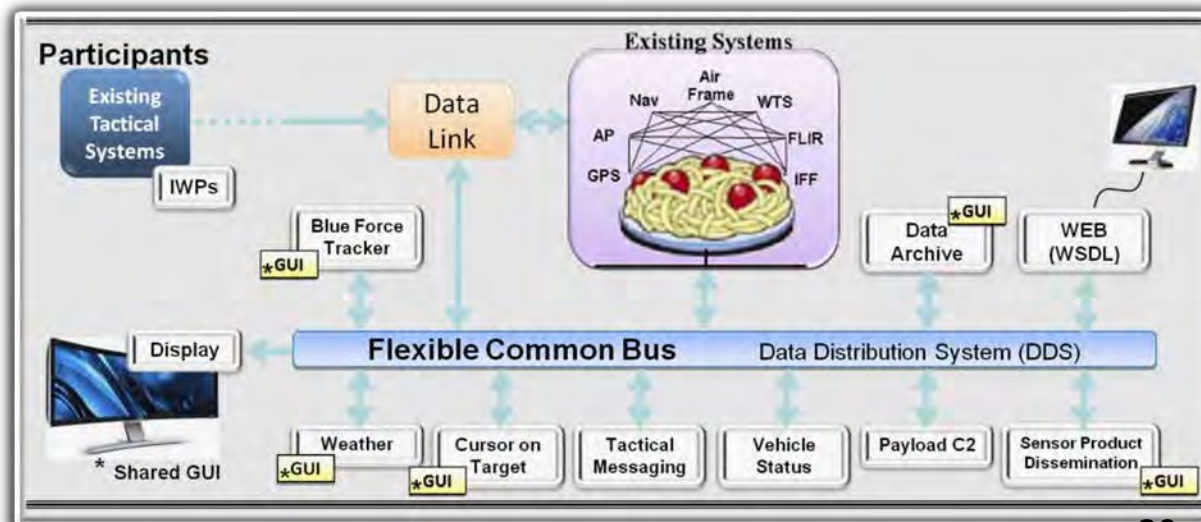 Participants
Existing
Tactical
Systems
IWPs
Data
Link
Existing Systems
Air
Frame
Nav
WTS
AP
FLIR
GPS
IFF
Blue Force
Tracker
*GUI
Data
Archive
*GUI
WEB
(WSDL)
Display
Flexible Common Bus
Data Distribution System (DDS)
* Shared GUI
Weather
*GUI
Cursor on
Target
*GUI
Tactical
Messaging
Vehicle
Status
Payload C2
Sensor Product
Dissemination
*GUI